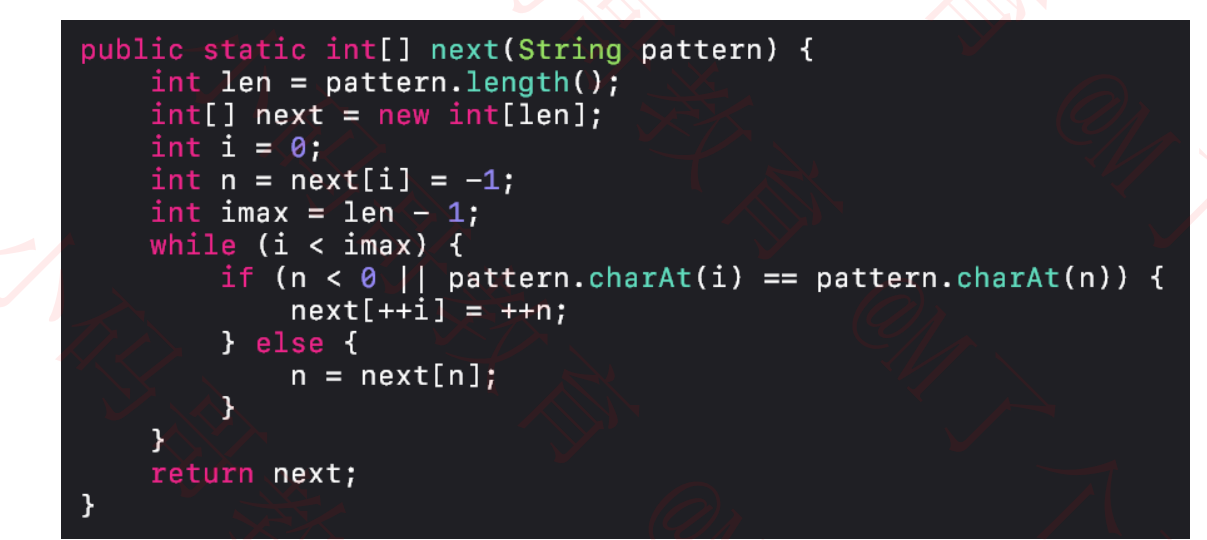 public static int[] next(String pattern) {
    int len = pattern.length();
    int[] next = new int[len];
    int i = 0;
    int n = next[i] = -1;
    int imax = len - 1;
    while (i < imax) {
        if (n < 0 || pattern.charAt(i) == pattern.charAt(n)) {
            next[++i] = ++n;
        } else {
            n = next[n];
        }
    }
    return next;
}